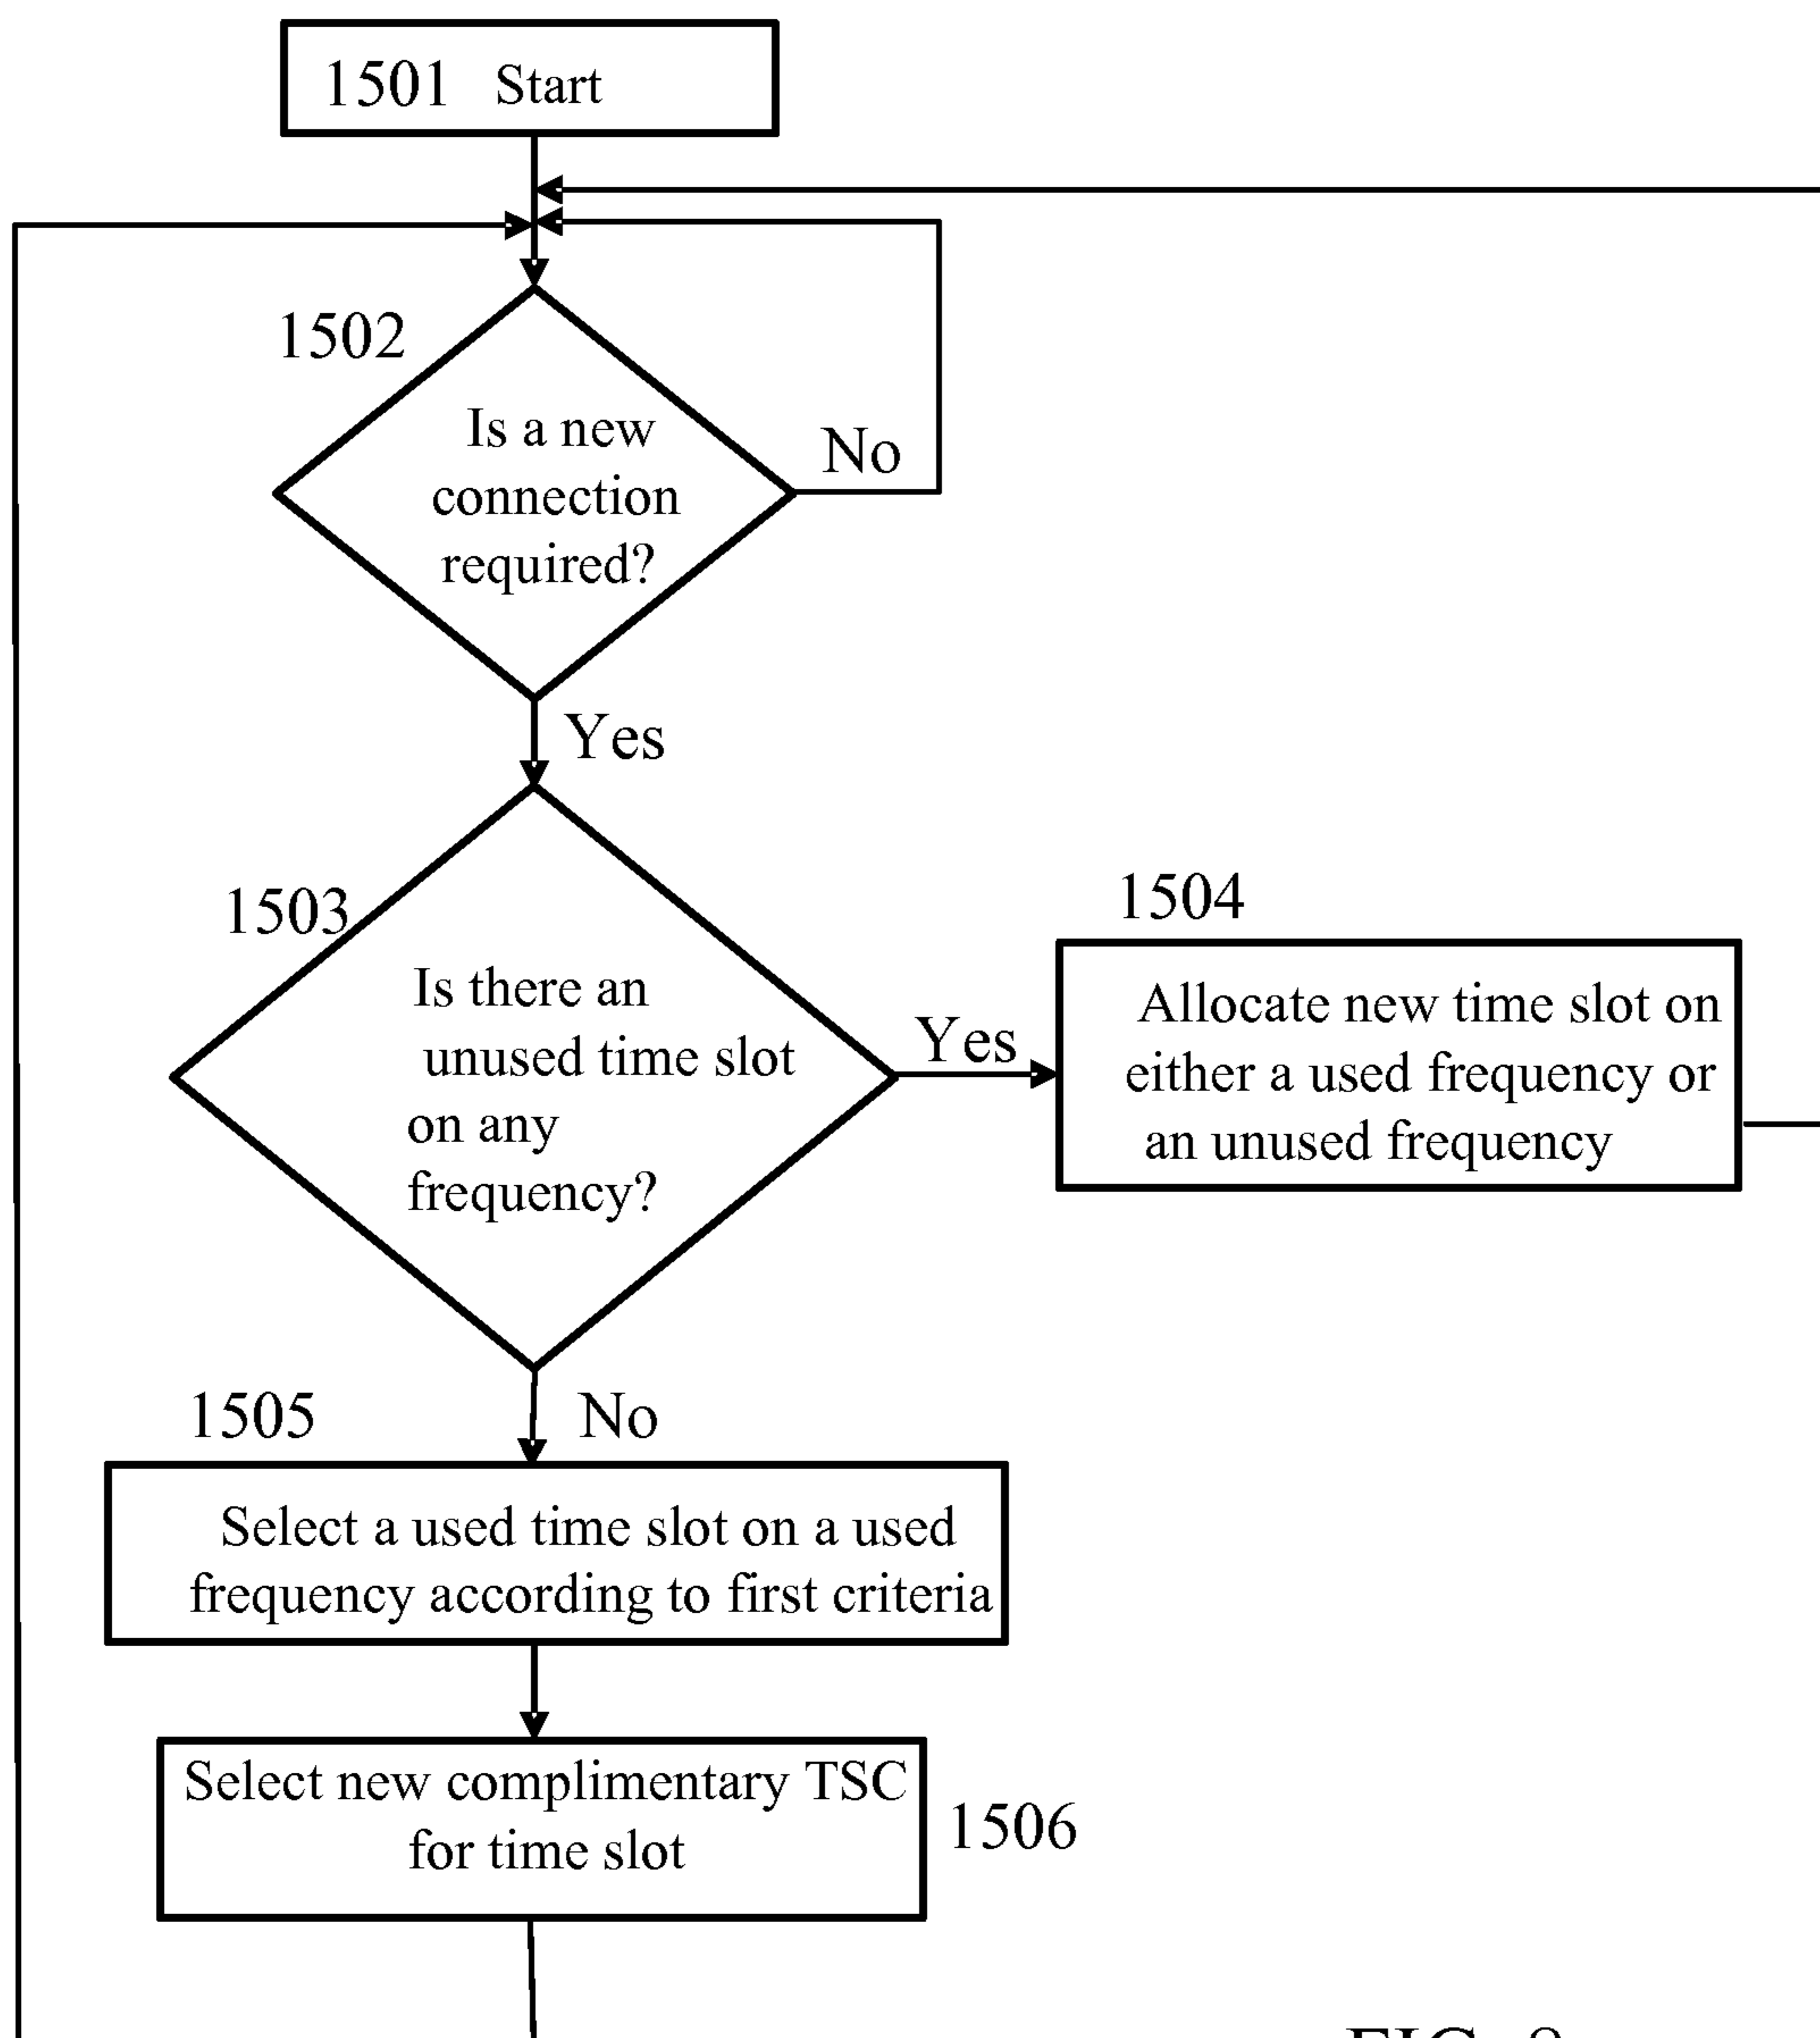 1501 Start
1502
Is a new
connection
required?
No
Yes
1503
Is there an
unused time slot
on any
frequency?
Yes
1504
Allocate new time slot on
either a used frequency or
an unused frequency
1505
No
Select a used time slot on a used
frequency according to first criteria
Select new complimentary TSC
for time slot
1506